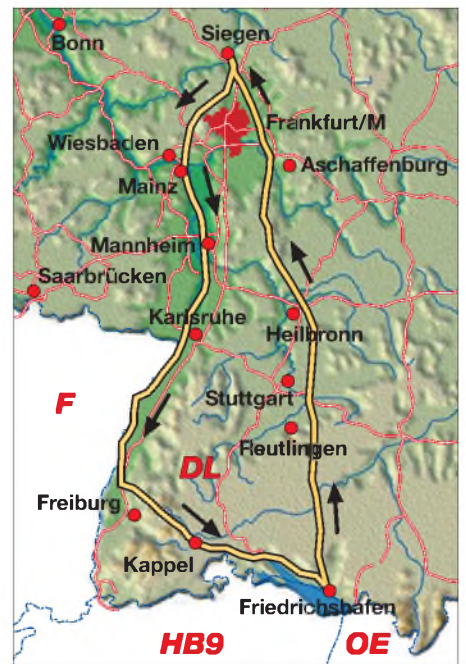 Siegen
Bonn
Frankfurt/M
Wiesbaden
Aschaffenburg
Mainz
Mannheim
Saarbrücken
Karlsruhe
Heilbronn
Stuttgart
F
Reutlingen
DL
Freiburg
Kappel
Friedrichshafen
HB9
OE